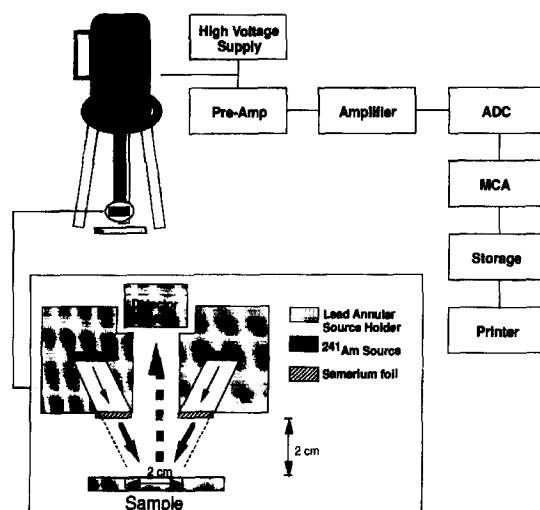 High Voltage
Supply
Pre-Amp
Amplifier
ADC
MCA
Storage
Printer
Detector
Lead Annular
Source Holder
241Am Source
Samarium foil
2 cm
2 cm
Sample